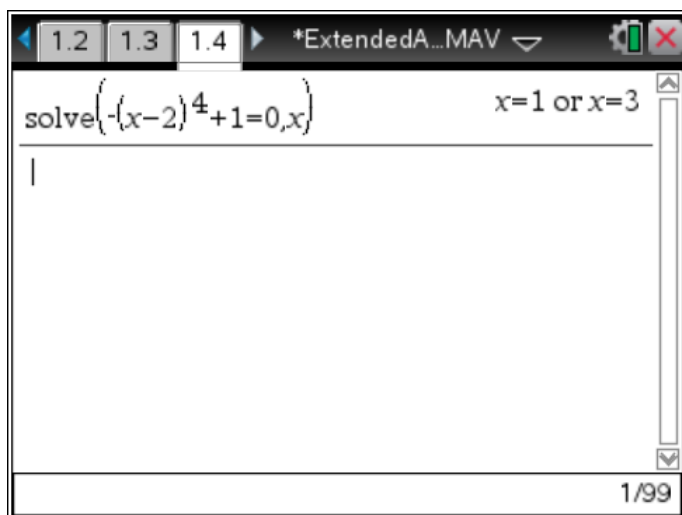 1.2 1.3 1.4 *ExtendedA...MAV
solve(-(x-2)^4+1=0,x) x=1 or x=3
1/99